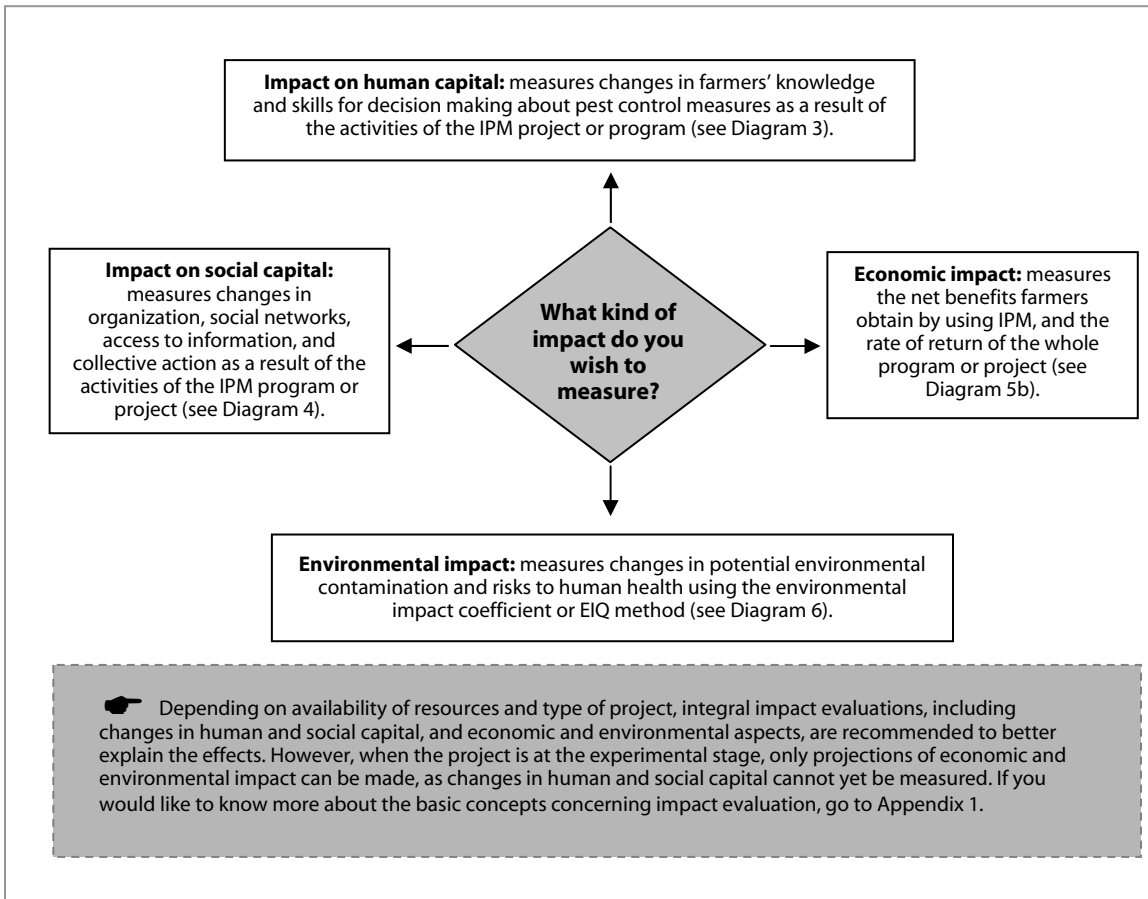 Impact on human capital: measures changes in farmers’ knowledge
and skills for decision making about pest control measures as a result of
the activities of the IPM project or program (see Diagram 3).
Impact on social capital:
measures changes in
organization, social networks,
access to information, and
collective action as a result of the
activities of the IPM program or
project (see Diagram 4).
What kind of
impact do you
wish to
measure?
Economic impact: measures
the net benefits farmers
obtain by using IPM, and the
rate of return of the whole
program or project (see
Diagram 5b).
Environmental impact: measures changes in potential environmental
contamination and risks to human health using the environmental
impact coefficient or EIQ method (see Diagram 6).
Depending on availability of resources and type of project, integral impact evaluations, including
changes in human and social capital, and economic and environmental aspects, are recommended to better
explain the effects. However, when the project is at the experimental stage, only projections of economic and
environmental impact can be made, as changes in human and social capital cannot yet be measured. If you
would like to know more about the basic concepts concerning impact evaluation, go to Appendix 1.